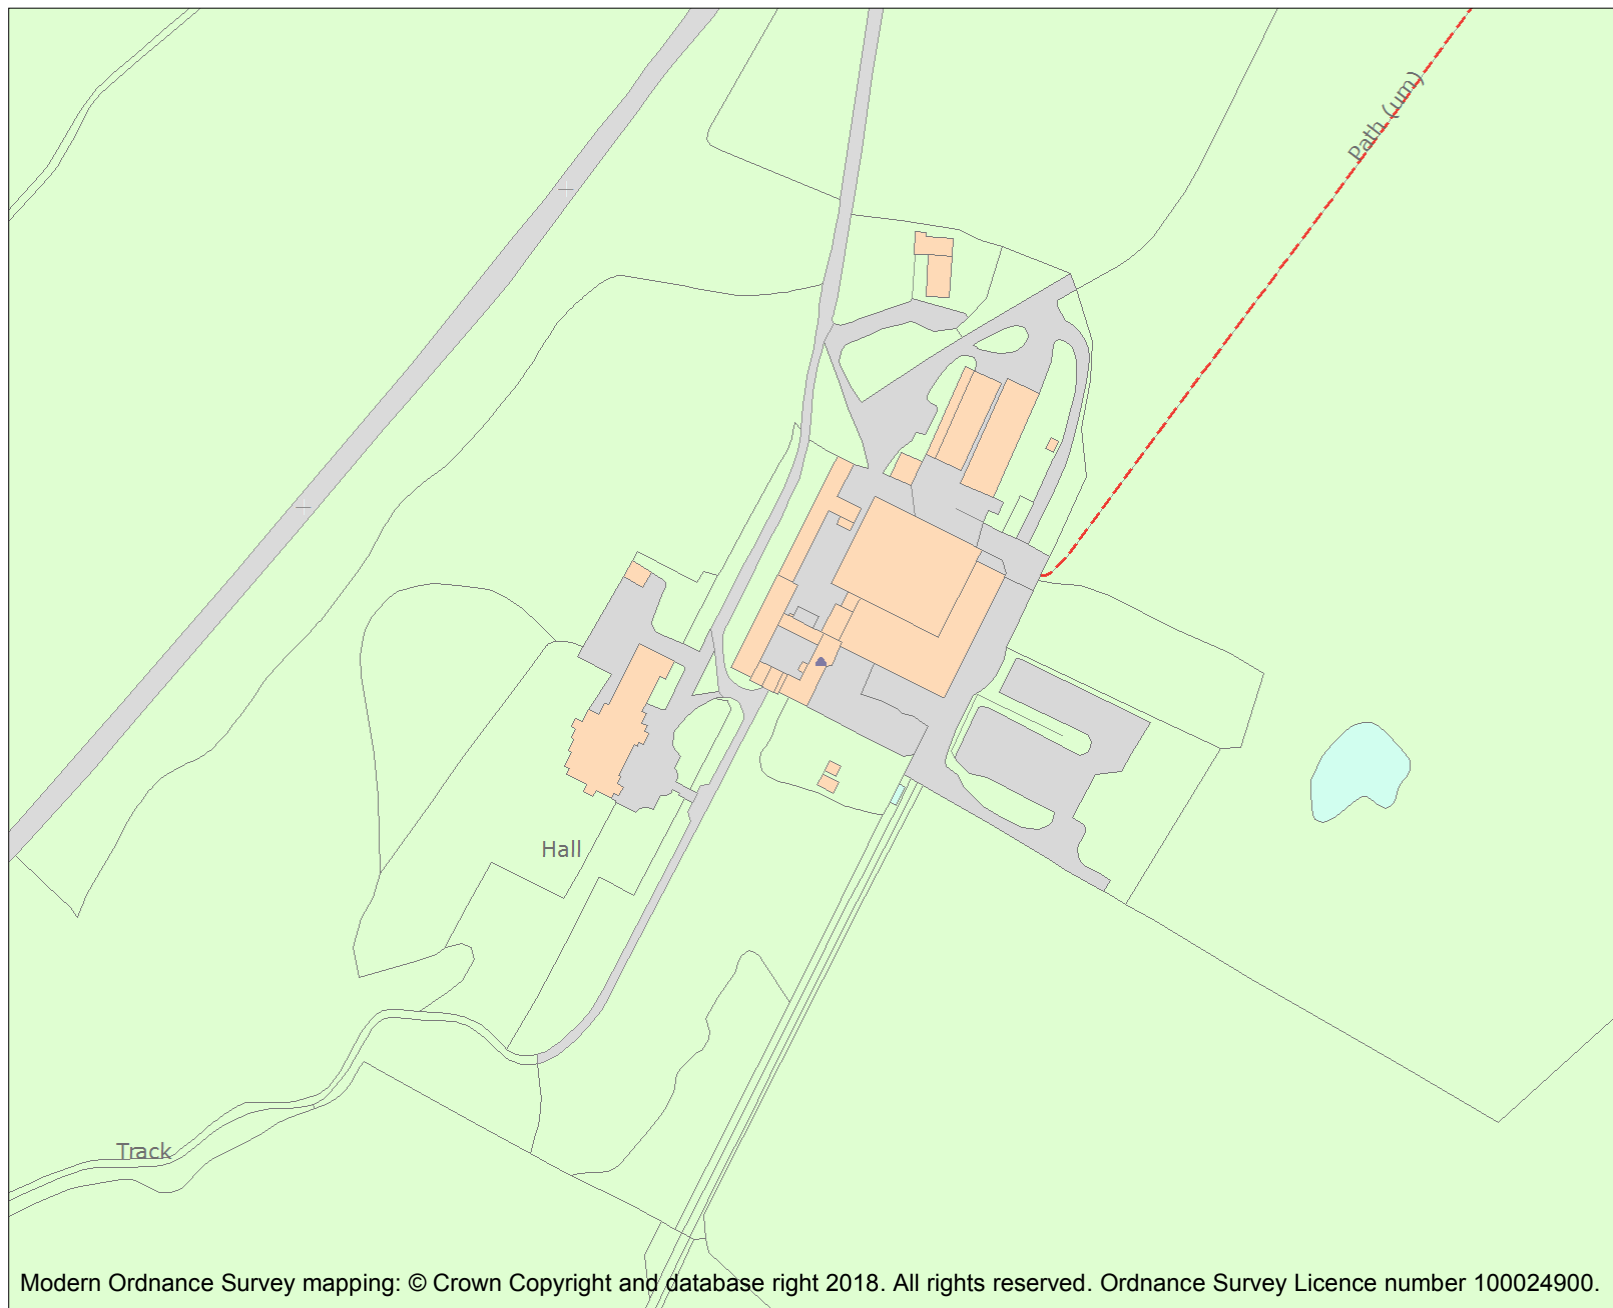 Path (um)
Hall
Track
Modern Ordnance Survey mapping: © Crown Copyright and database right 2018. All rights reserved. Ordnance Survey Licence number 100024900.